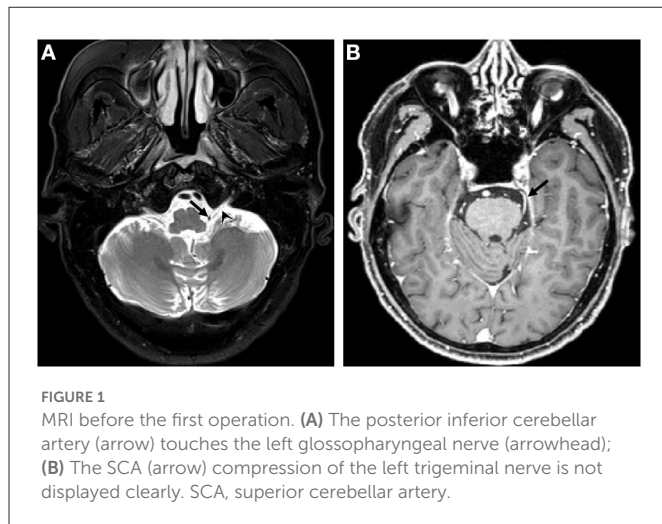 A
B
FIGURE 1
MRI before the first operation. (A) The posterior inferior cerebellar
artery (arrow) touches the left glossopharyngeal nerve (arrowhead);
(B) The SCA (arrow) compression of the left trigeminal nerve is not
displayed clearly. SCA, superior cerebellar artery.